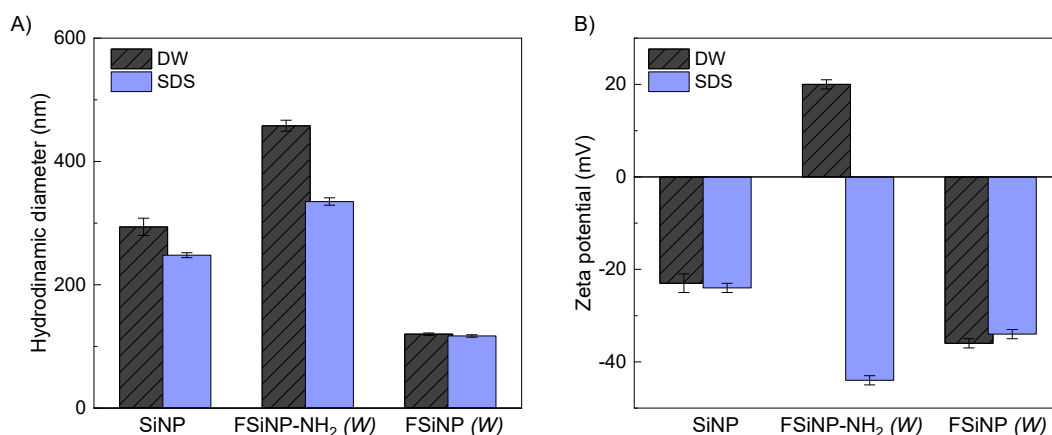 A)
Hydrodinamic diameter (nm)
600
400
200
0
DW
SDS
SiNP
FSiNP-NH₂ (W)
FSiNP (W)
B)
Zeta potential (mV)
20
0
-20
-40
DW
SDS
SiNP
FSiNP-NH₂ (W)
FSiNP (W)